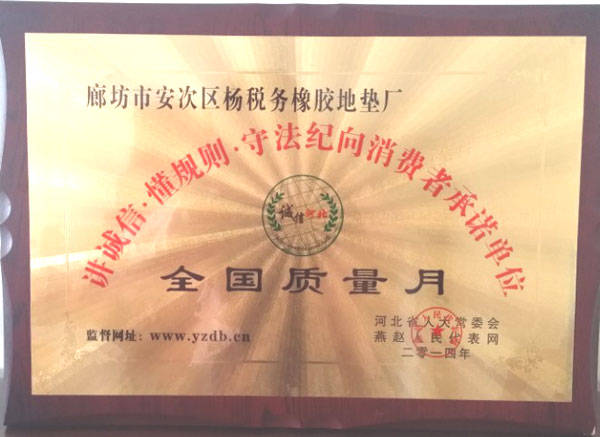 廊坊市安次区杨税务橡胶地垫厂
讲诚信·懂规则·守法纪向消费者承诺单位
诚信河北
全国质量月
监督网址：www.yzdb.cn
河北省人大常委会
燕赵人民代表网
二零一四年